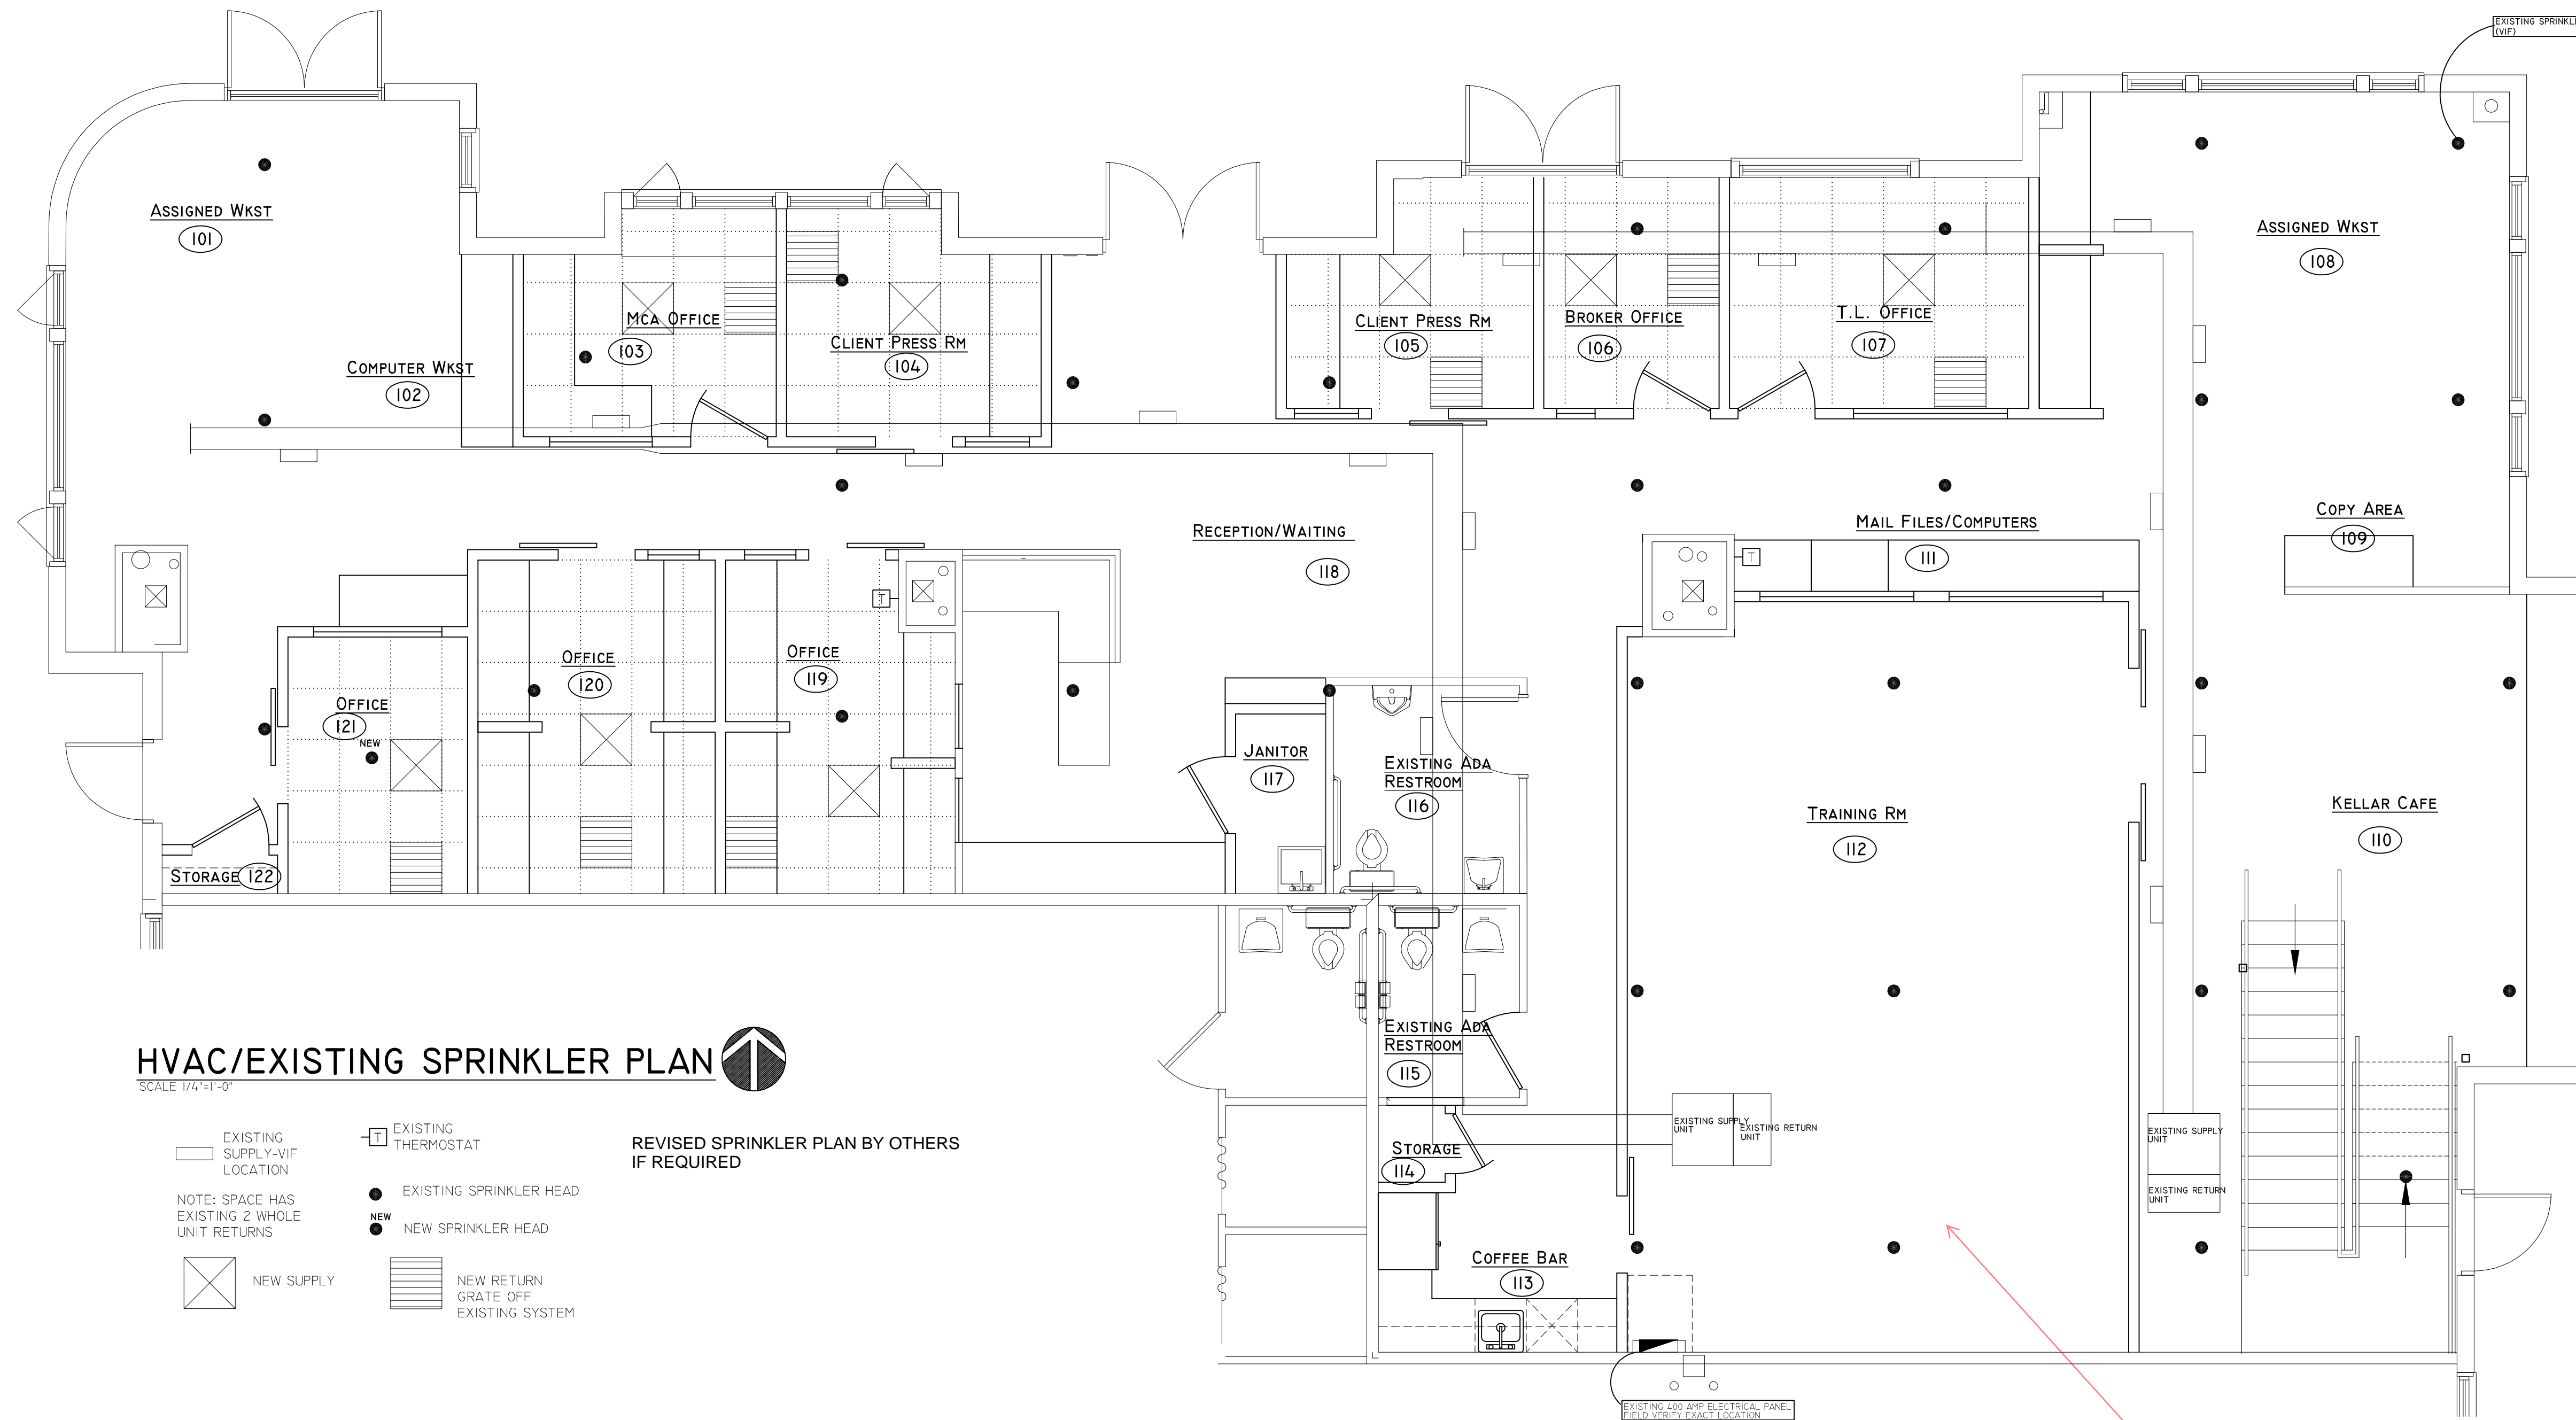 EXISTING SPRINKL
(VIF)
ASSIGNED WKST
101
COMPUTER WKST
102
MCA OFFICE
103
CLIENT PRESS RM
104
CLIENT PRESS RM
105
BROKER OFFICE
106
T.L. OFFICE
107
ASSIGNED WKST
108
COPY AREA
109
MAIL FILES/COMPUTERS
111
T
RECEPTION/WAITING
118
T
OFFICE
119
OFFICE
120
OFFICE
121
NEW
STORAGE 122
JANITOR
117
EXISTING ADA
RESTROOM
116
TRAINING RM
112
KELLAR CAFE
110
EXISTING ADA
RESTROOM
115
STORAGE
114
COFFEE BAR
113
EXISTING SUPPLY
UNIT
EXISTING RETURN
UNIT
EXISTING SUPPLY
UNIT
EXISTING RETURN
UNIT
EXISTING 400 AMP ELECTRICAL PANEL
FIELD VERIFY EXACT LOCATION
HVAC/EXISTING SPRINKLER PLAN
SCALE 1/4"=1'-0"
EXISTING
SUPPLY-VIF
LOCATION
T
EXISTING
THERMOSTAT
NOTE: SPACE HAS
EXISTING 2 WHOLE
UNIT RETURNS
EXISTING SPRINKLER HEAD
NEW
NEW SPRINKLER HEAD
NEW SUPPLY
NEW RETURN
GRATE OFF
EXISTING SYSTEM
REVISED SPRINKLER PLAN BY OTHERS
IF REQUIRED